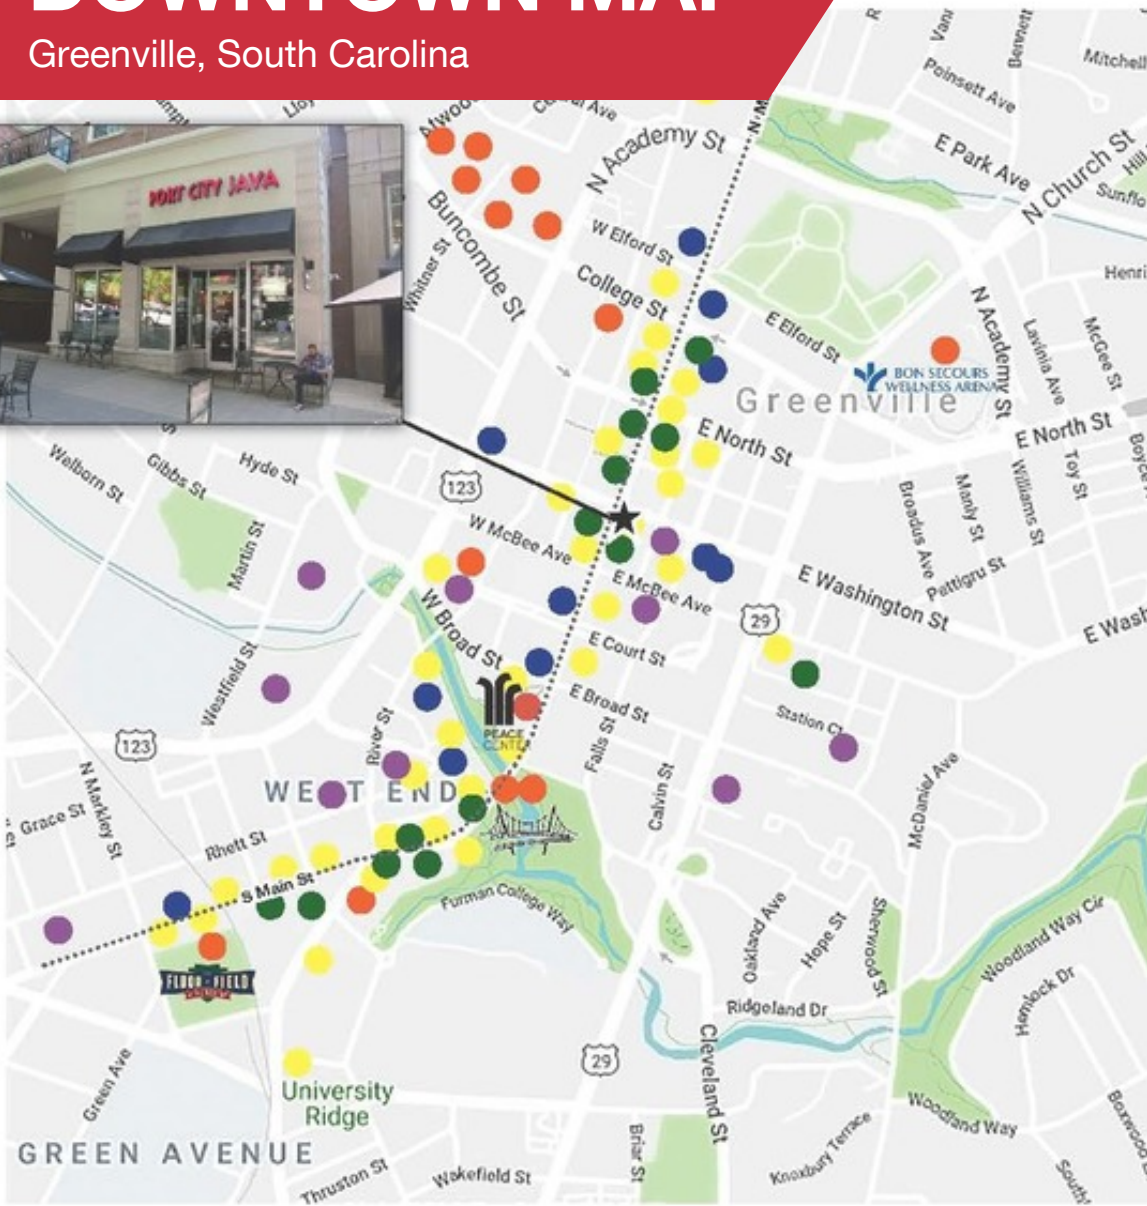 DOWNTOWN MAP
Greenville, South Carolina
Poinsett Ave
E Park Ave
N Church St
N Academy St
PORT CITY JAVA
Buncombe St
Whitner St
W Elford St
College St
E Elford St
N Academy St
Lavinia Ave
McGee St
BON SECOURS
WELLNESS ARENA
Greenville
E North St
E North St
Welborn St
Gibbs St
Hyde St
123
Martin St
W McBee Ave
E McBee Ave
Broadus Ave
Manly St
Williams St
Toy St
Pattigru St
E Washington St
29
W Broad St
E Court St
E Broad St
Westfield St
River St
Falls St
Station Ct
PEACE
CENTER
123
WEST END
N Markley St
Grace St
Rhett St
Calvin St
McDaniel Ave
S Main St
Furman College Way
Oakland Ave
Hope St
Sherwood St
Woodland Way Cir
Hemlock Dr
FLUOR FIELD
Ridgeland Dr
29
Cleveland St
Green Ave
University
Ridge
Woodland Way
GREEN AVENUE
Thruston St
Wakefield St
Briar St
Knoxbury Terrace